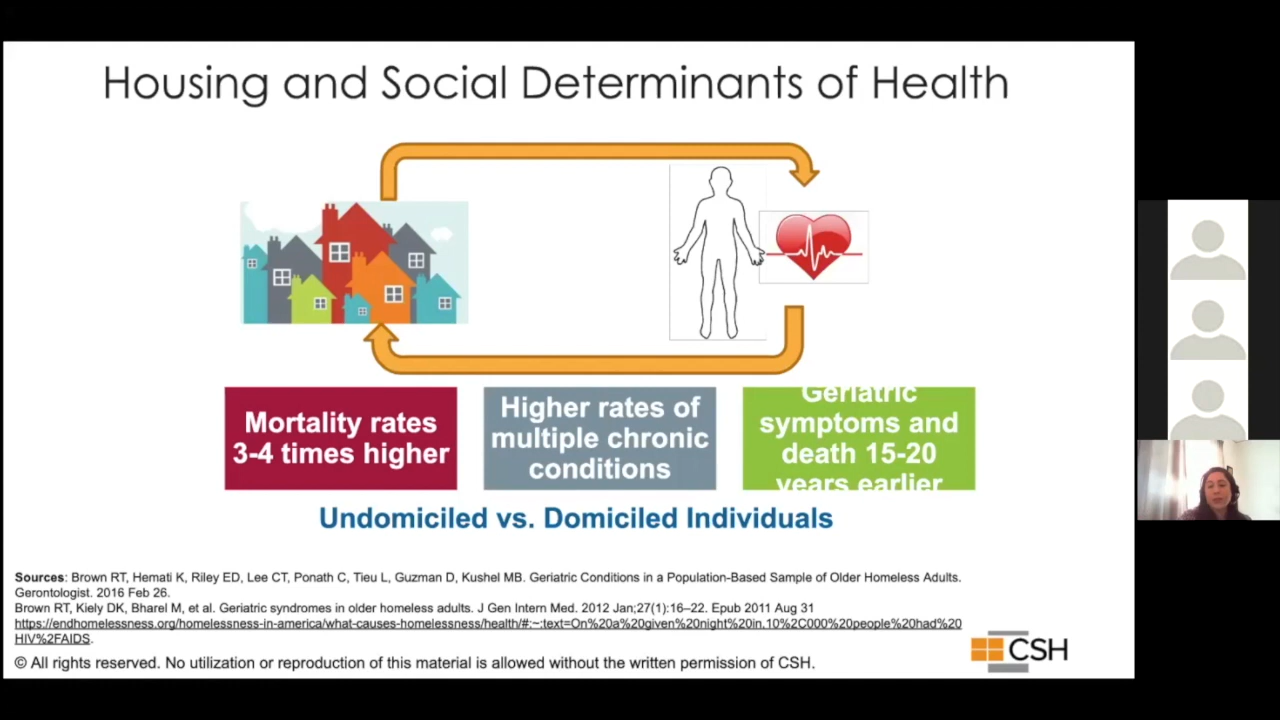 Housing and Social Determinants of Health
Mortality rates
3-4 times higher
Higher rates of
multiple chronic
conditions
Geriatric
symptoms and
death 15-20
years earlier
Undomiciled vs. Domiciled Individuals
Sources: Brown RT, Hemati K, Riley ED, Lee CT, Ponath C, Tieu L, Guzman D, Kushel MB. Geriatric Conditions in a Population-Based Sample of Older Homeless Adults.
Gerontologist. 2016 Feb 26.
Brown RT, Kiely DK, Bharel M, et al. Geriatric syndromes in older homeless adults. J Gen Intern Med. 2012 Jan;27(1):16–22. Epub 2011 Aug 31
https://endhomelessness.org/homelessness-in-america/what-causes-homelessness/health/#:~:text=On%20a%20given%20night%20in,10%2C000%20people%20had%20
HIV%2FAIDS.
© All rights reserved. No utilization or reproduction of this material is allowed without the written permission of CSH.
CSH